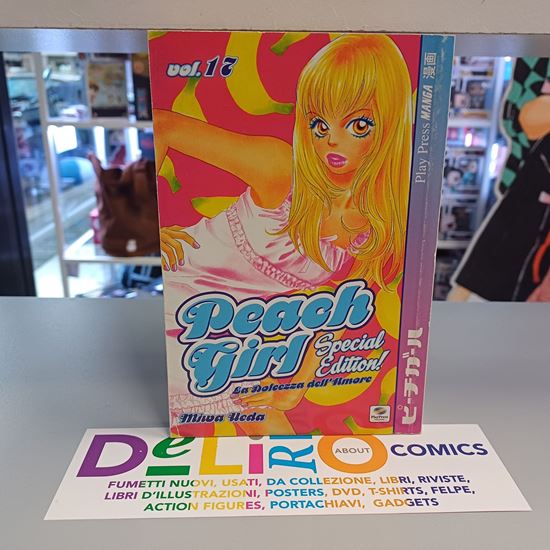 vol. 17
Play Press MANGA 漫画
Peach
Girl
Special
Edition!
La Dolcezza dell'Amore
Miwa Ueda
ピーチガール
DeLiRiO
ABOUT
COMICS
FUMETTI NUOVI, USATI, DA COLLEZIONE, LIBRI, RIVISTE,
LIBRI D'ILLUSTRAZIONI, POSTERS, DVD, T-SHIRTS, FELPE,
ACTION FIGURES, PORTACHIAVI, GADGETS